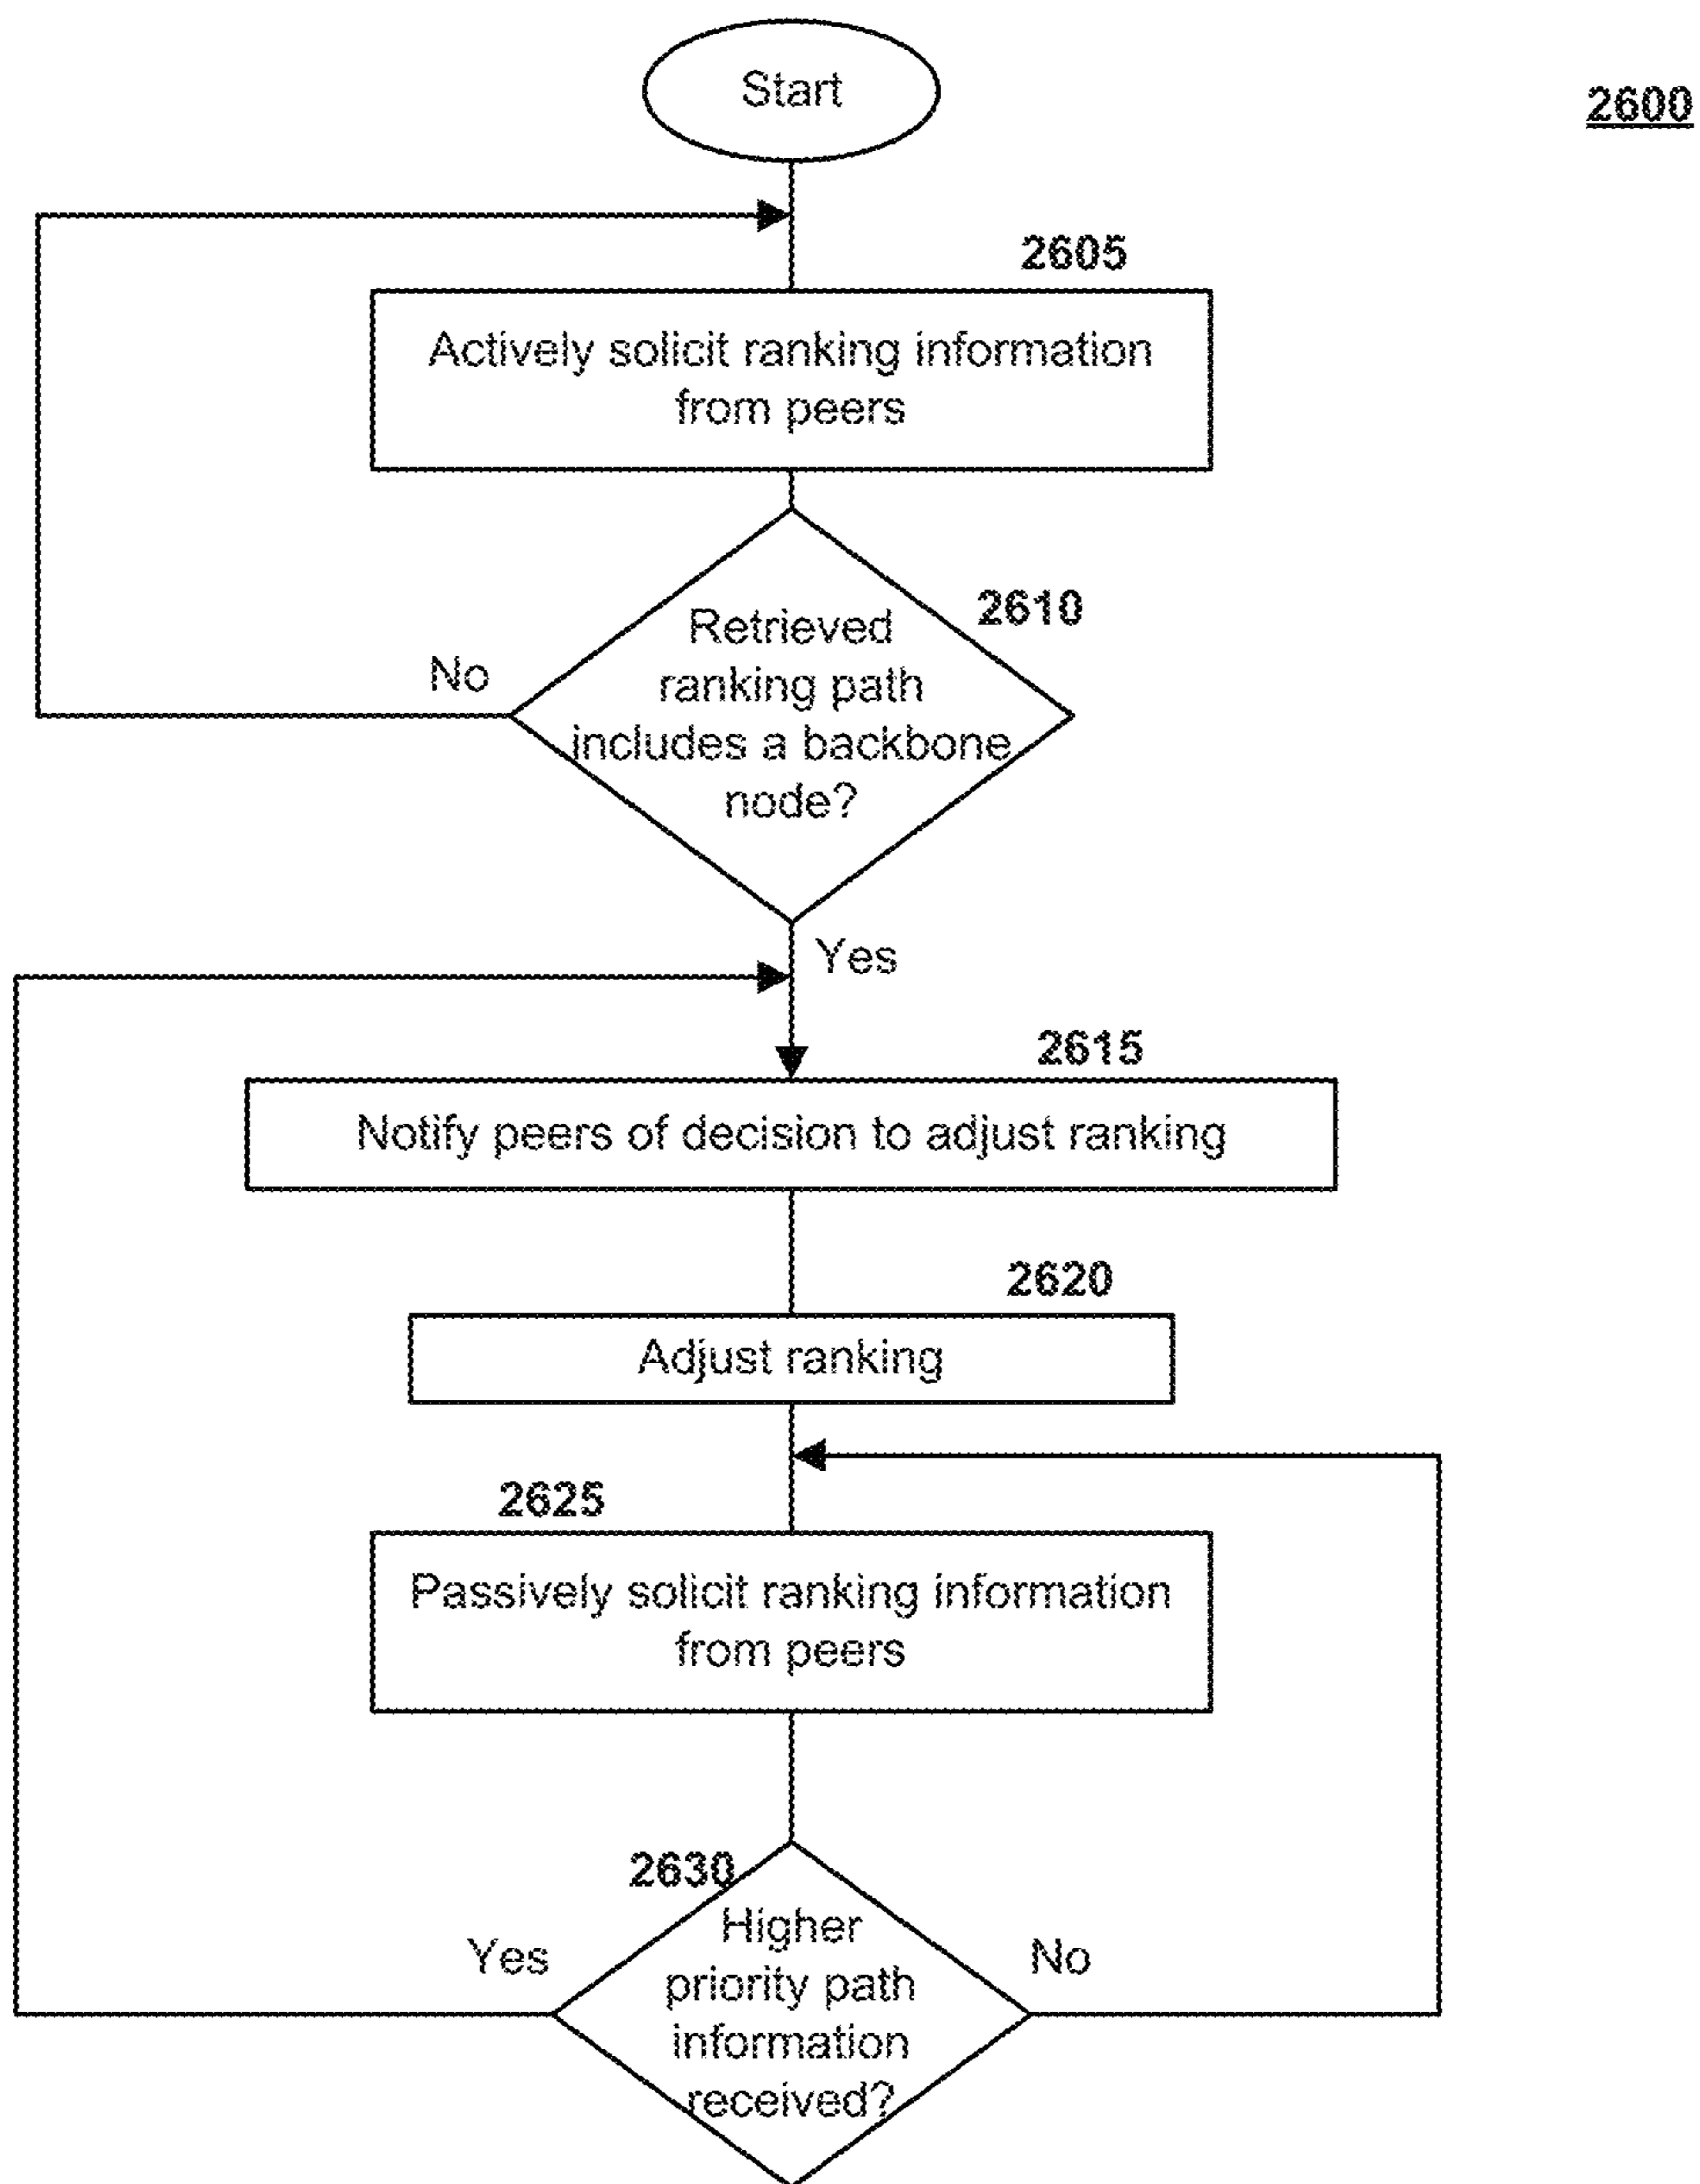 Start
2600
2605
Actively solicit ranking information
from peers
2610
Retrieved
ranking path
includes a backbone
node?
No
Yes
2615
Notify peers of decision to adjust ranking
2620
Adjust ranking
2625
Passively solicit ranking information
from peers
2630
Higher
priority path
information
received?
Yes
No